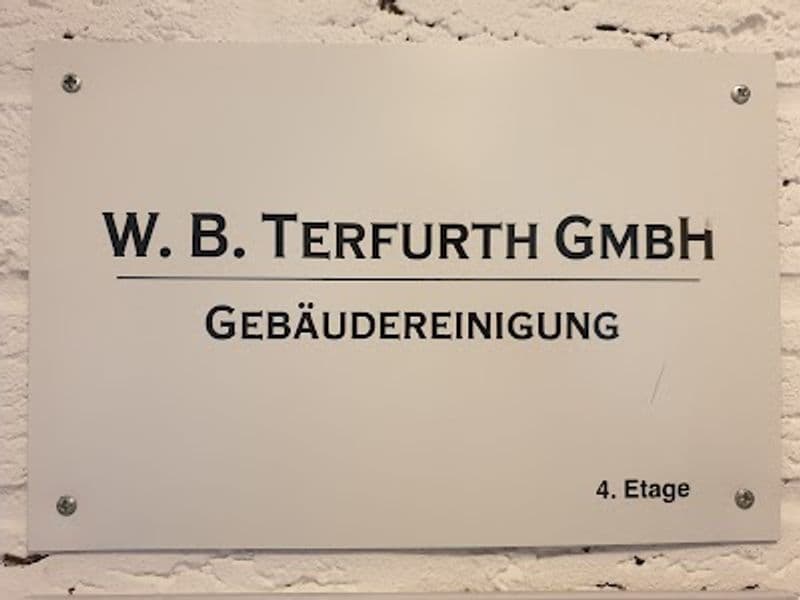 W. B. TERFURTH GMBH
GEBÄUDEREINIGUNG
4. Etage